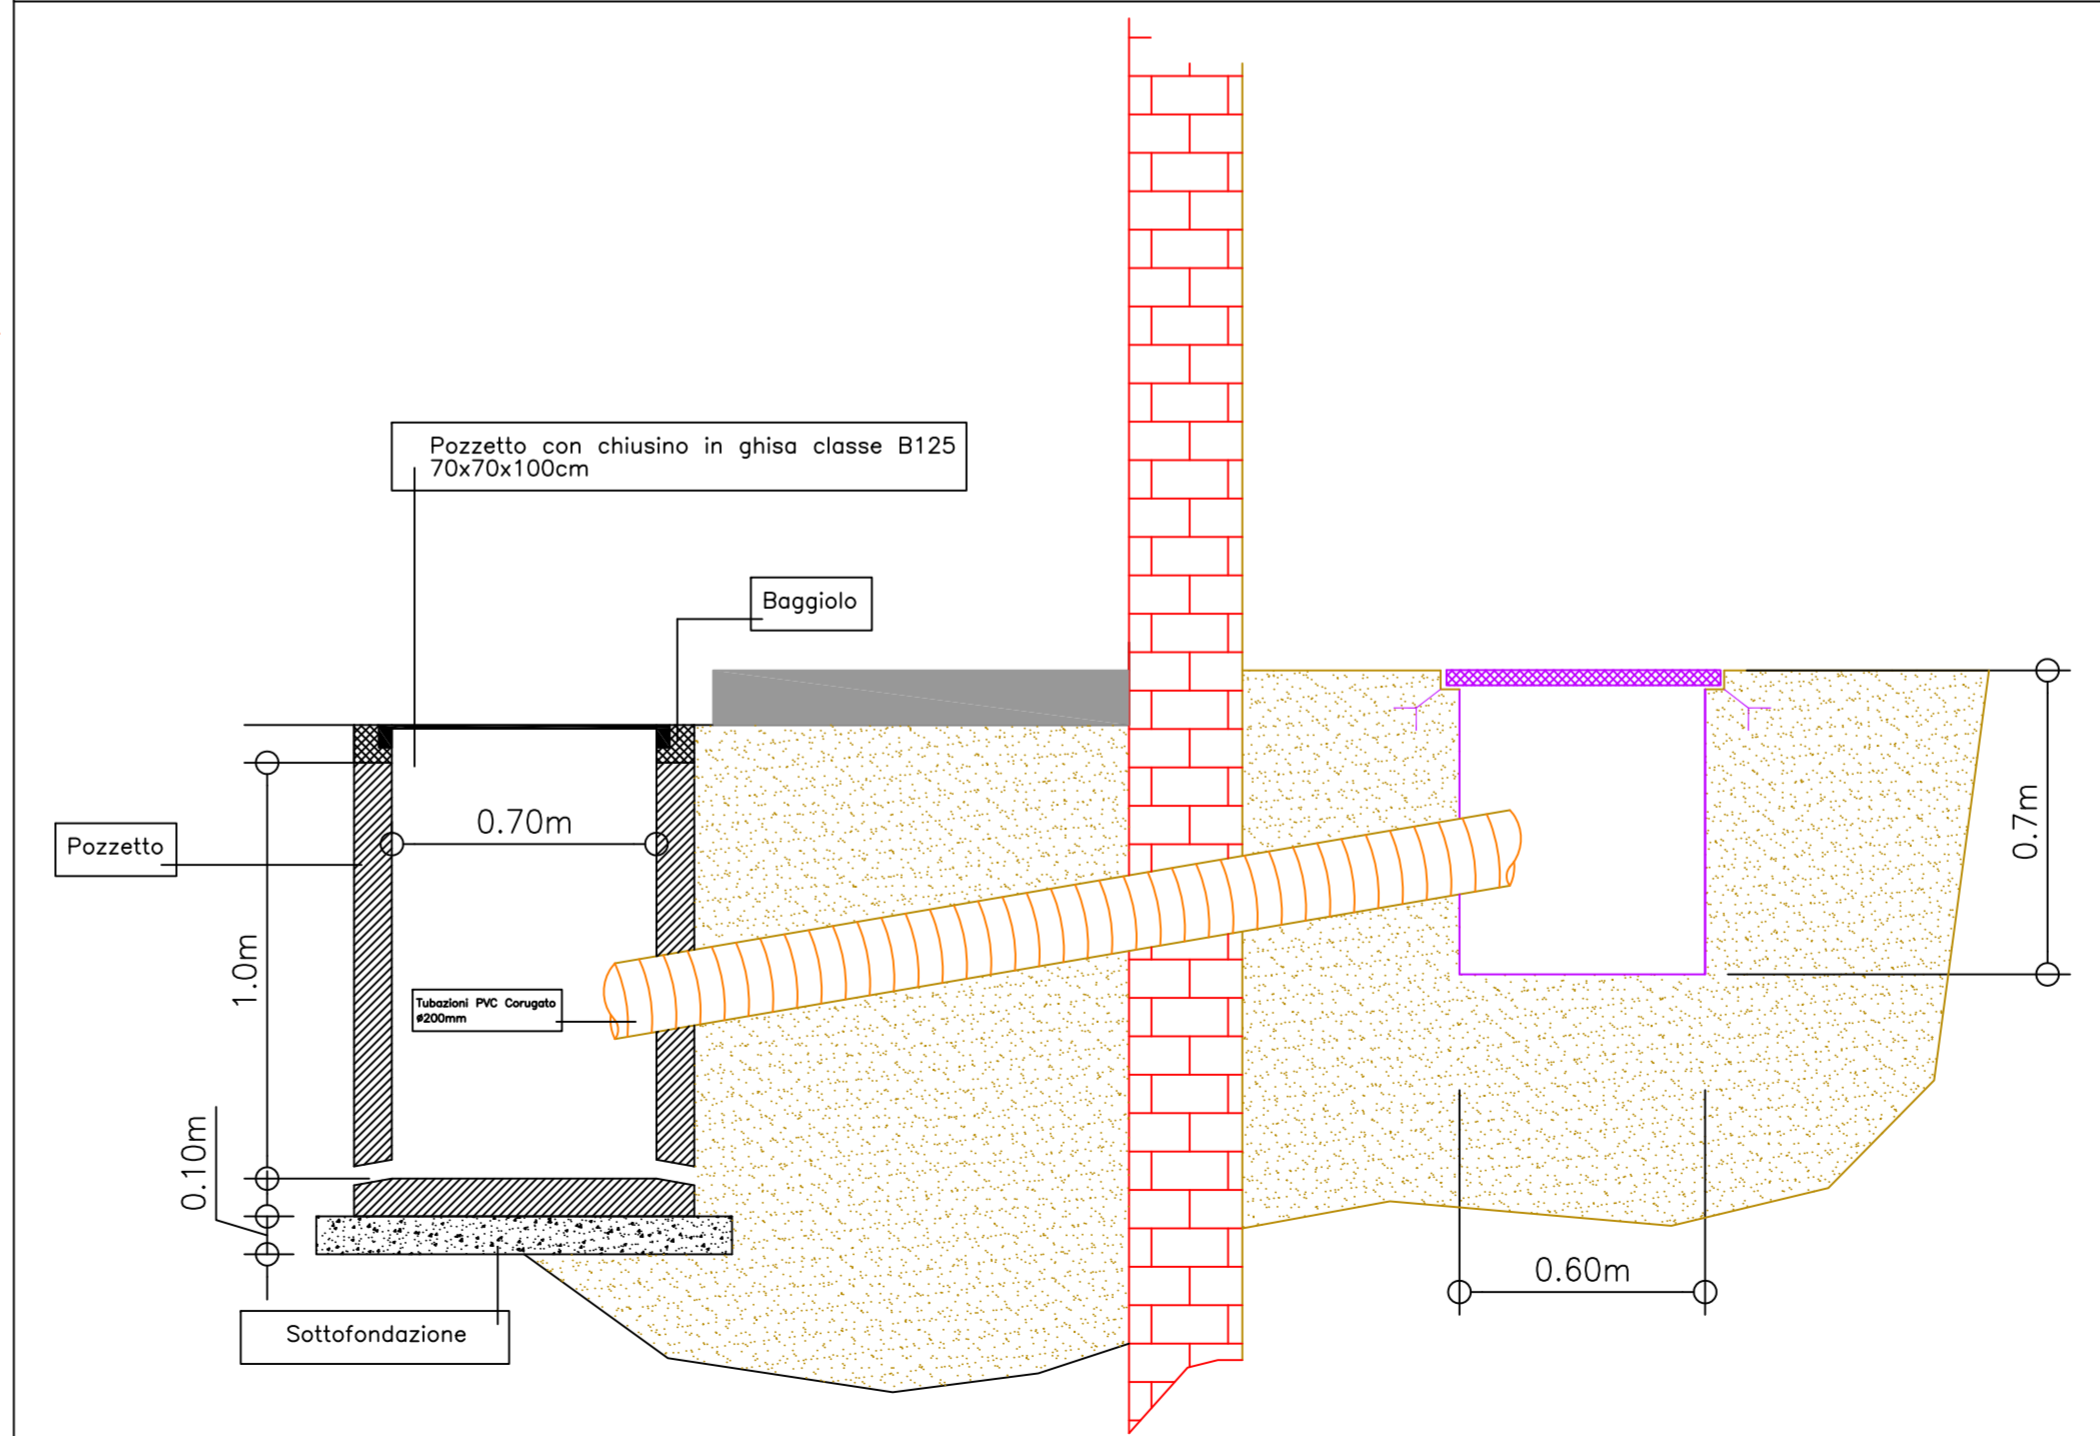 Pozzetto con chiusino in ghisa classe B125
70x70x100cm
Baggiolo
0.70m
Pozzetto
0.7m
1.0m
Tubazioni PVC Corugato
ø200mm
0.10m
0.60m
Sottofondazione